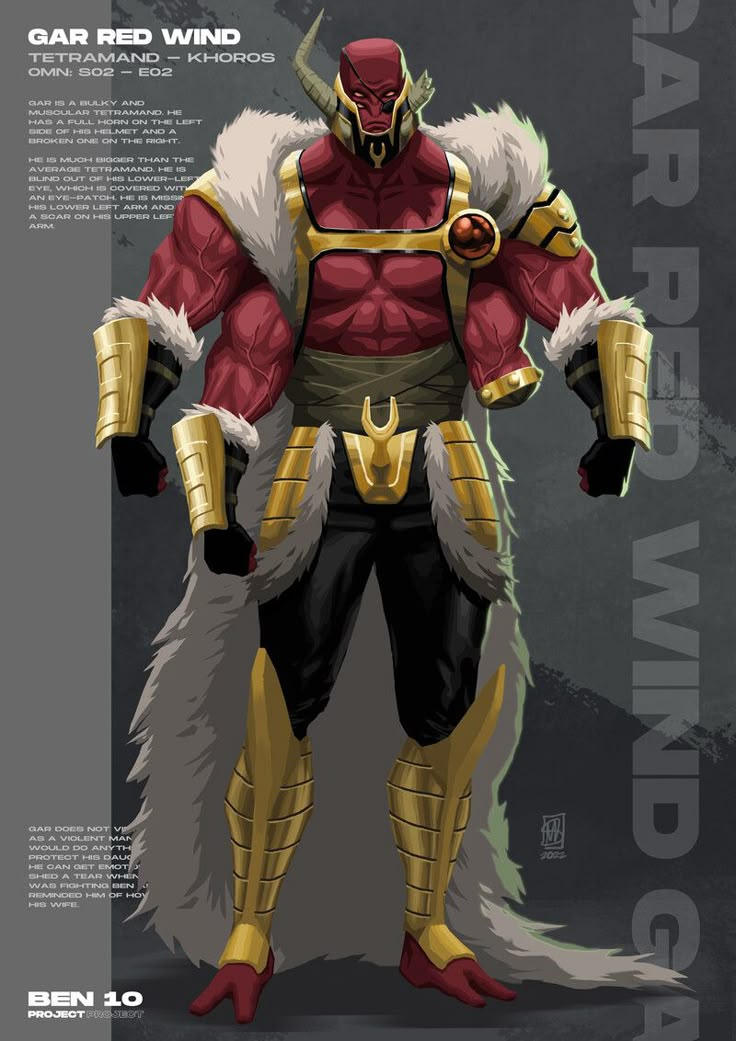 GAR RED WIND
TETRAMAND – KHOROS
OMN: S02 – E02
GAR IS A BULKY AND
MUSCULAR TETRAMAND. HE
HAS A FULL HORN ON THE LEFT
SIDE OF HIS HELMET AND A
BROKEN ONE ON THE RIGHT.
HE IS MUCH BIGGER THAN THE
AVERAGE TETRAMAND. HE IS
BLIND OUT OF HIS LOWER-LEFT
EYE, WHICH IS COVERED WITH
AN EYE-PATCH. HE IS MISSIN
HIS LOWER LEFT ARM AND
A SCAR ON HIS UPPER LEF
ARM.
GAR RED WIND GA
GAR DOES NOT VI
AS A VIOLENT MAN
WOULD DO ANYTH
PROTECT HIS DAUG
HE CAN GET EMOT
SHED A TEAR WHEN
WAS FIGHTING BEN
REMINDED HIM OF HOW
HIS WIFE.
2022
BEN 10
PROJECT PROJECT